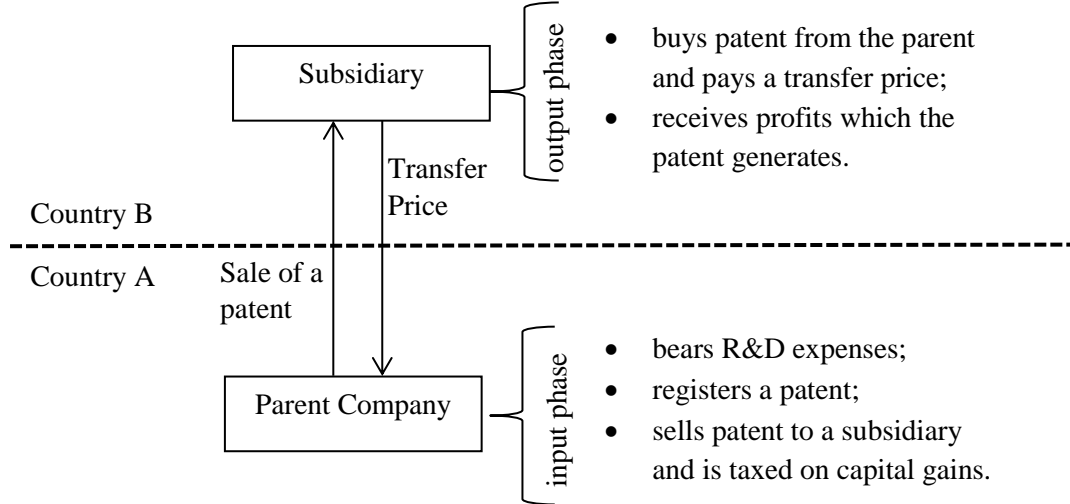 Subsidiary
output phase
• buys patent from the parent
and pays a transfer price;
• receives profits which the
patent generates.
Transfer
Price
Country B
Country A
Sale of a
patent
Parent Company
input phase
• bears R&D expenses;
• registers a patent;
• sells patent to a subsidiary
and is taxed on capital gains.